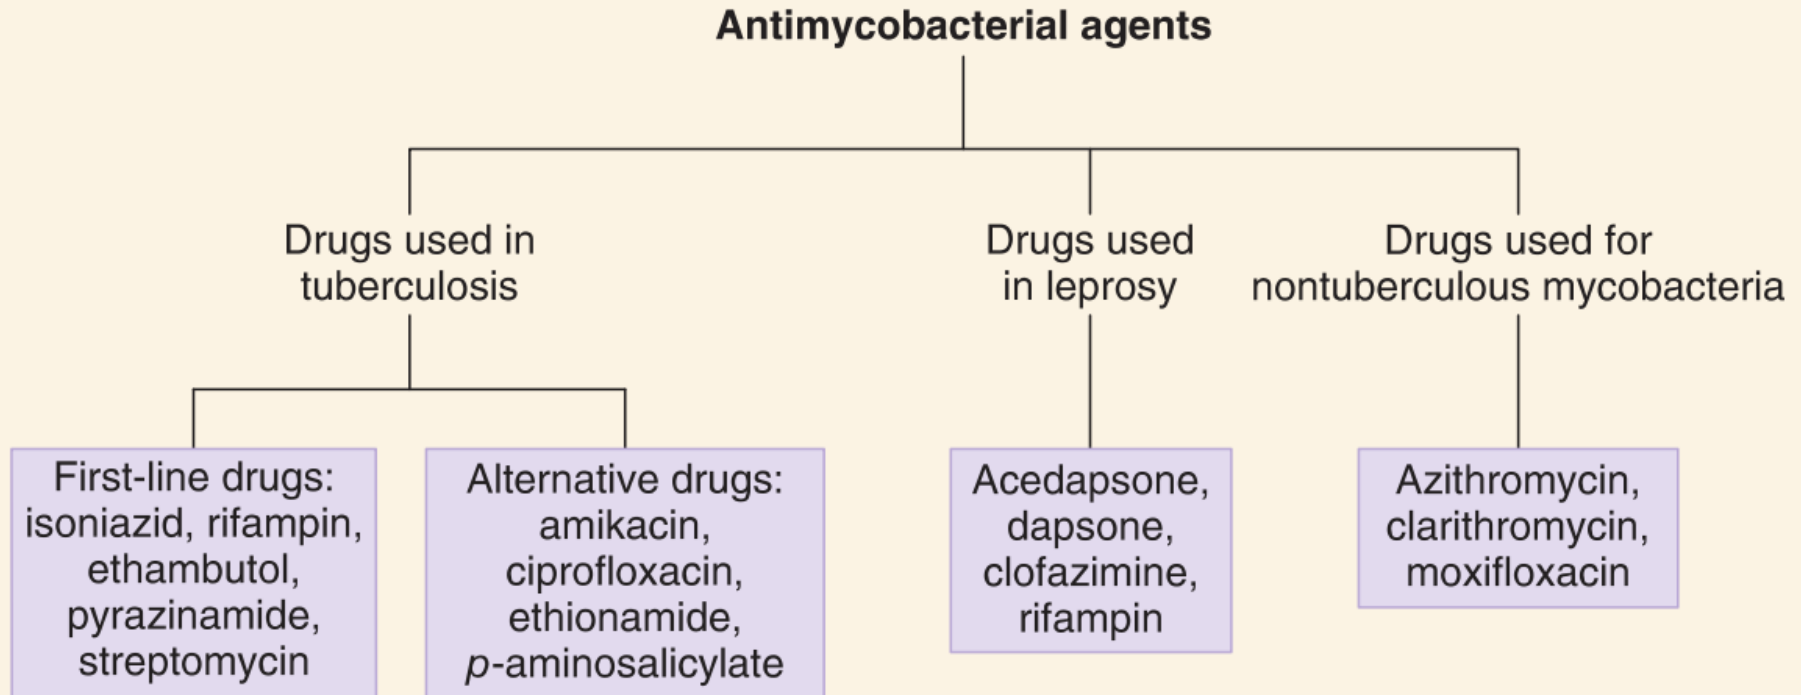 Antimycobacterial agents
Drugs used in
tuberculosis
Drugs used
in leprosy
Drugs used for
nontuberculous mycobacteria
First-line drugs:
isoniazid, rifampin,
ethambutol,
pyrazinamide,
streptomycin
Alternative drugs:
amikacin,
ciprofloxacin,
ethionamide,
p-aminosalicylate
Acedapsone,
dapsone,
clofazimine,
rifampin
Azithromycin,
clarithromycin,
moxifloxacin